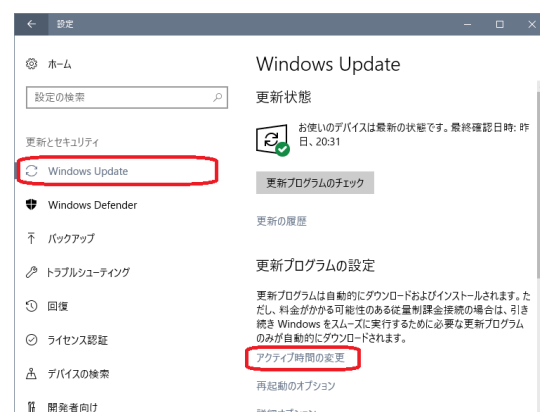 設定
ホーム
設定の検索
更新とセキュリティ
Windows Update
Windows Defender
バックアップ
トラブルシューティング
回復
ライセンス認証
デバイスの検索
開発者向け
Windows Update
更新状態
お使いのデバイスは最新の状態です。最終確認日時: 昨
日、20:31
更新プログラムのチェック
更新の履歴
更新プログラムの設定
更新プログラムは自動的にダウンロードおよびインストールされます。た
だし、料金がかかる可能性のある従量制課金接続の場合は、引き
続き Windows をスムーズに実行するために必要な更新プログラム
のみが自動的にダウンロードされます。
アクティブ時間の変更
再起動のオプション
詳細オプション